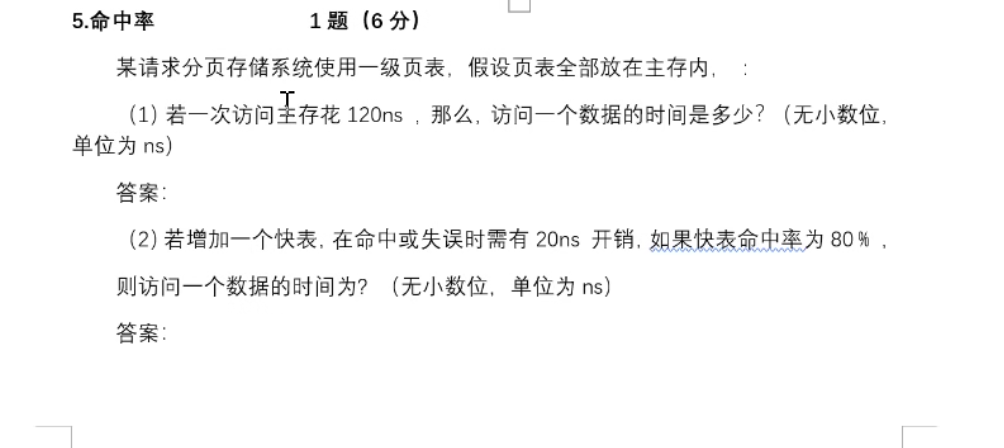 5.命中率 1 题（6 分）
某请求分页存储系统使用一级页表，假设页表全部放在主存内，：
（1）若一次访问主存花 120ns ，那么，访问一个数据的时间是多少？（无小数位，
单位为 ns）
答案：
（2）若增加一个快表，在命中或失误时需有 20ns 开销，如果快表命中率为 80% ，
则访问一个数据的时间为？（无小数位，单位为 ns）
答案：